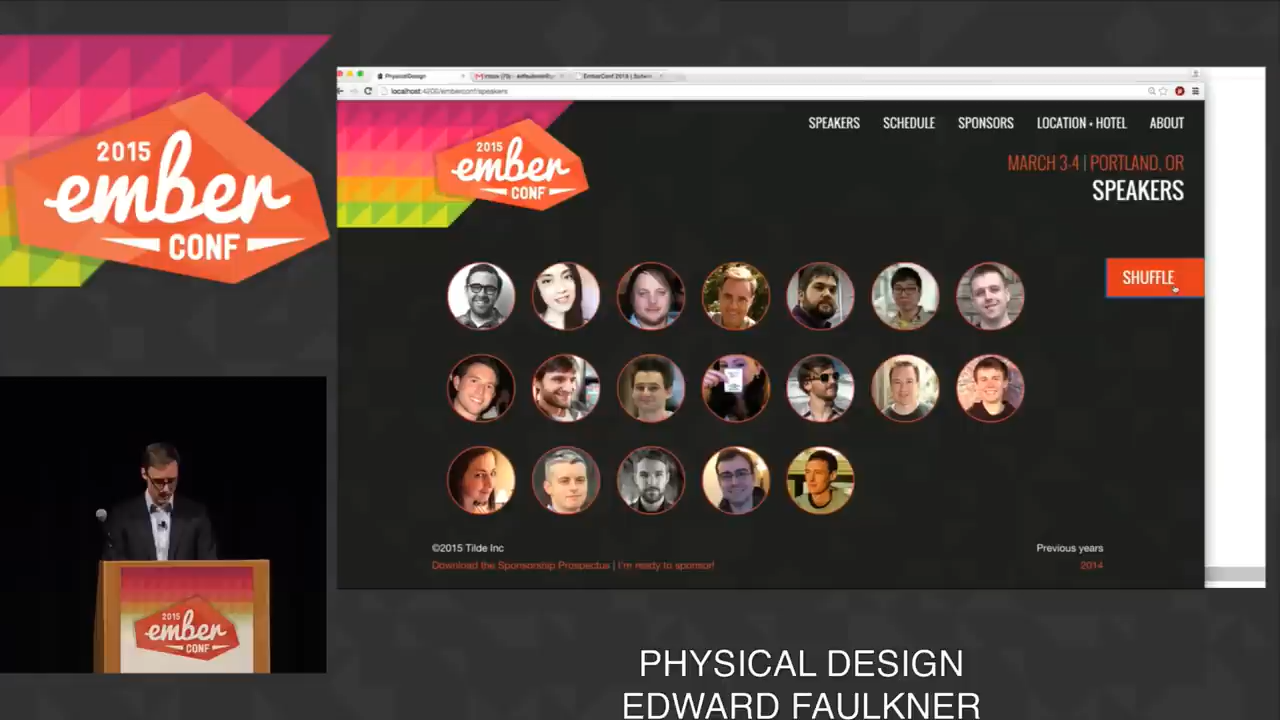 2015
ember
CONF
PhysicalDesign
localhost:4200/emberconf/speakers
2015
ember
CONF
SPEAKERS
SCHEDULE
SPONSORS
LOCATION + HOTEL
ABOUT
MARCH 3-4 | PORTLAND, OR
SPEAKERS
SHUFFLE
©2015 Tilde Inc
Previous years
Download the Sponsorship Prospectus | I'm ready to sponsor!
2014
2015
ember
CONF
PHYSICAL DESIGN
EDWARD FAULKNER